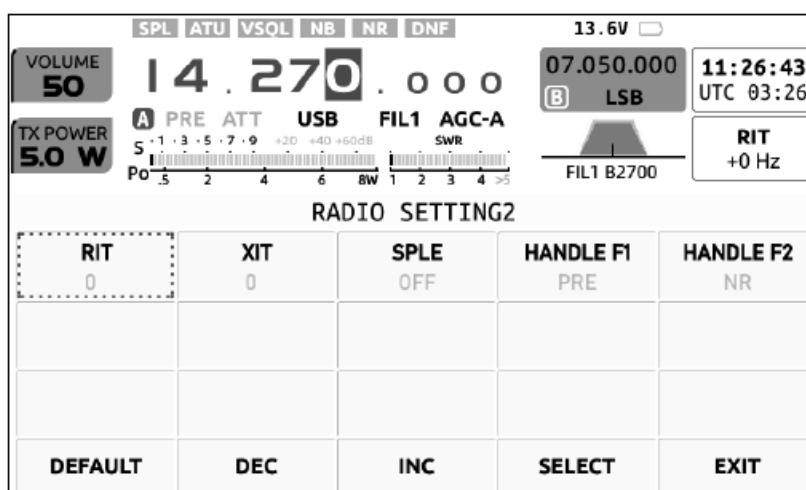 SPL ATU VSQL NB NR DNF 13.6V
VOLUME
50
14.270.000
07.050.000
B LSB
11:26:43
UTC 03:26
A PRE ATT USB FIL1 AGC-A
TX POWER
5.0 W
S ·1 ·3 ·5 ·7 ·9 +20 +40 +60dB SWR
Po .5 2 4 6 8W 1 2 3 4 >5
FIL1 B2700
RIT
+0 Hz
RADIO SETTING2
RIT XIT SPLE HANDLE F1 HANDLE F2
0 0 OFF PRE NR
DEFAULT DEC INC SELECT EXIT